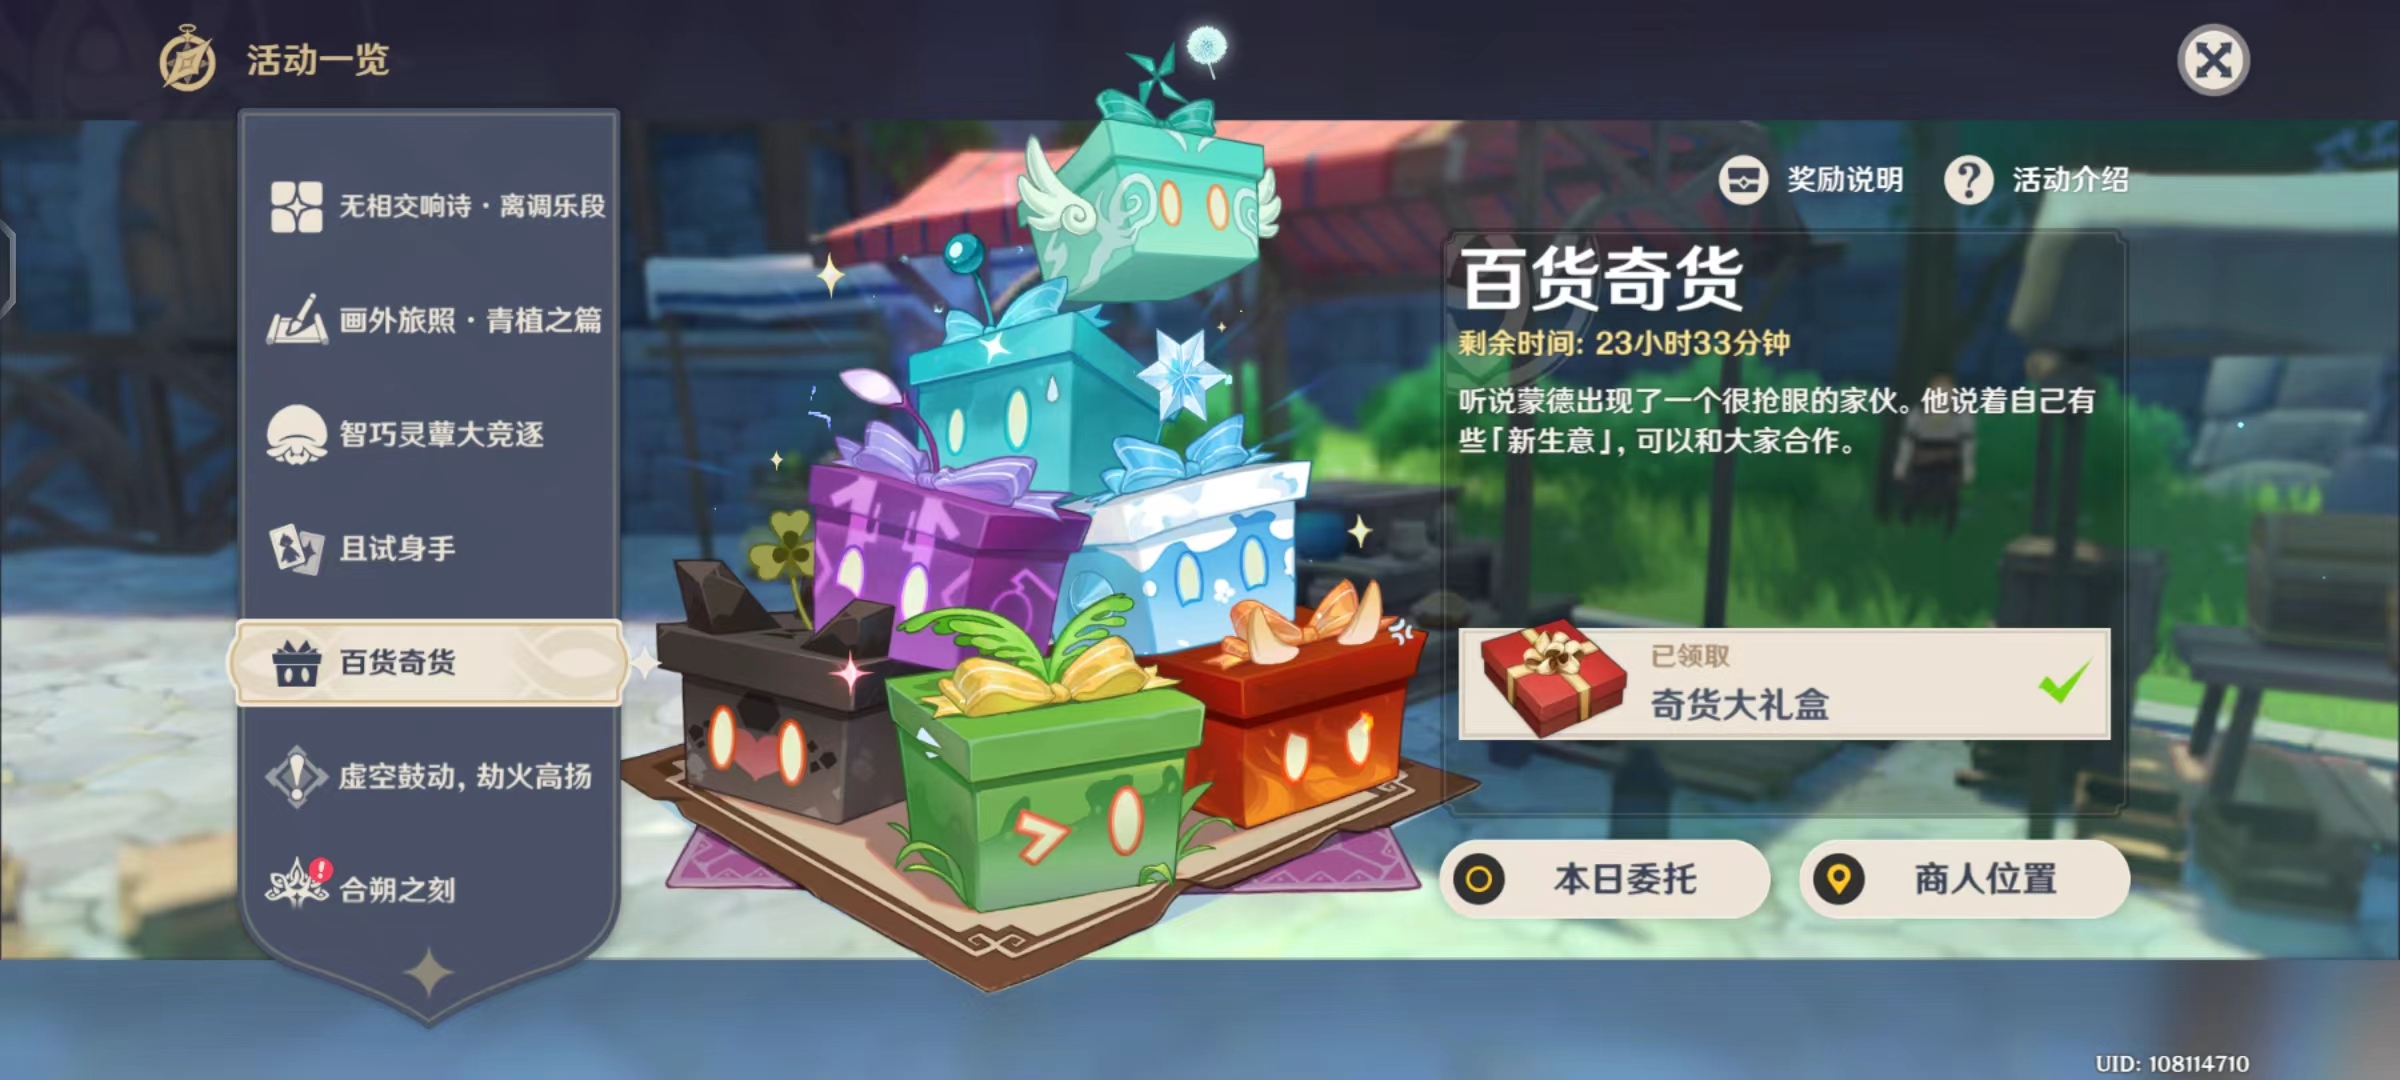 活动一览
无相交响诗·离调乐段
画外旅照·青植之篇
智巧灵蕈大竞逐
且试身手
百货奇货
虚空鼓动，劫火高扬
合朔之刻
奖励说明
活动介绍
百货奇货
剩余时间: 23小时33分钟
听说蒙德出现了一个很抢眼的家伙。他说着自己有
些「新生意」，可以和大家合作。
已领取
奇货大礼盒
本日委托
商人位置
UID: 108114710